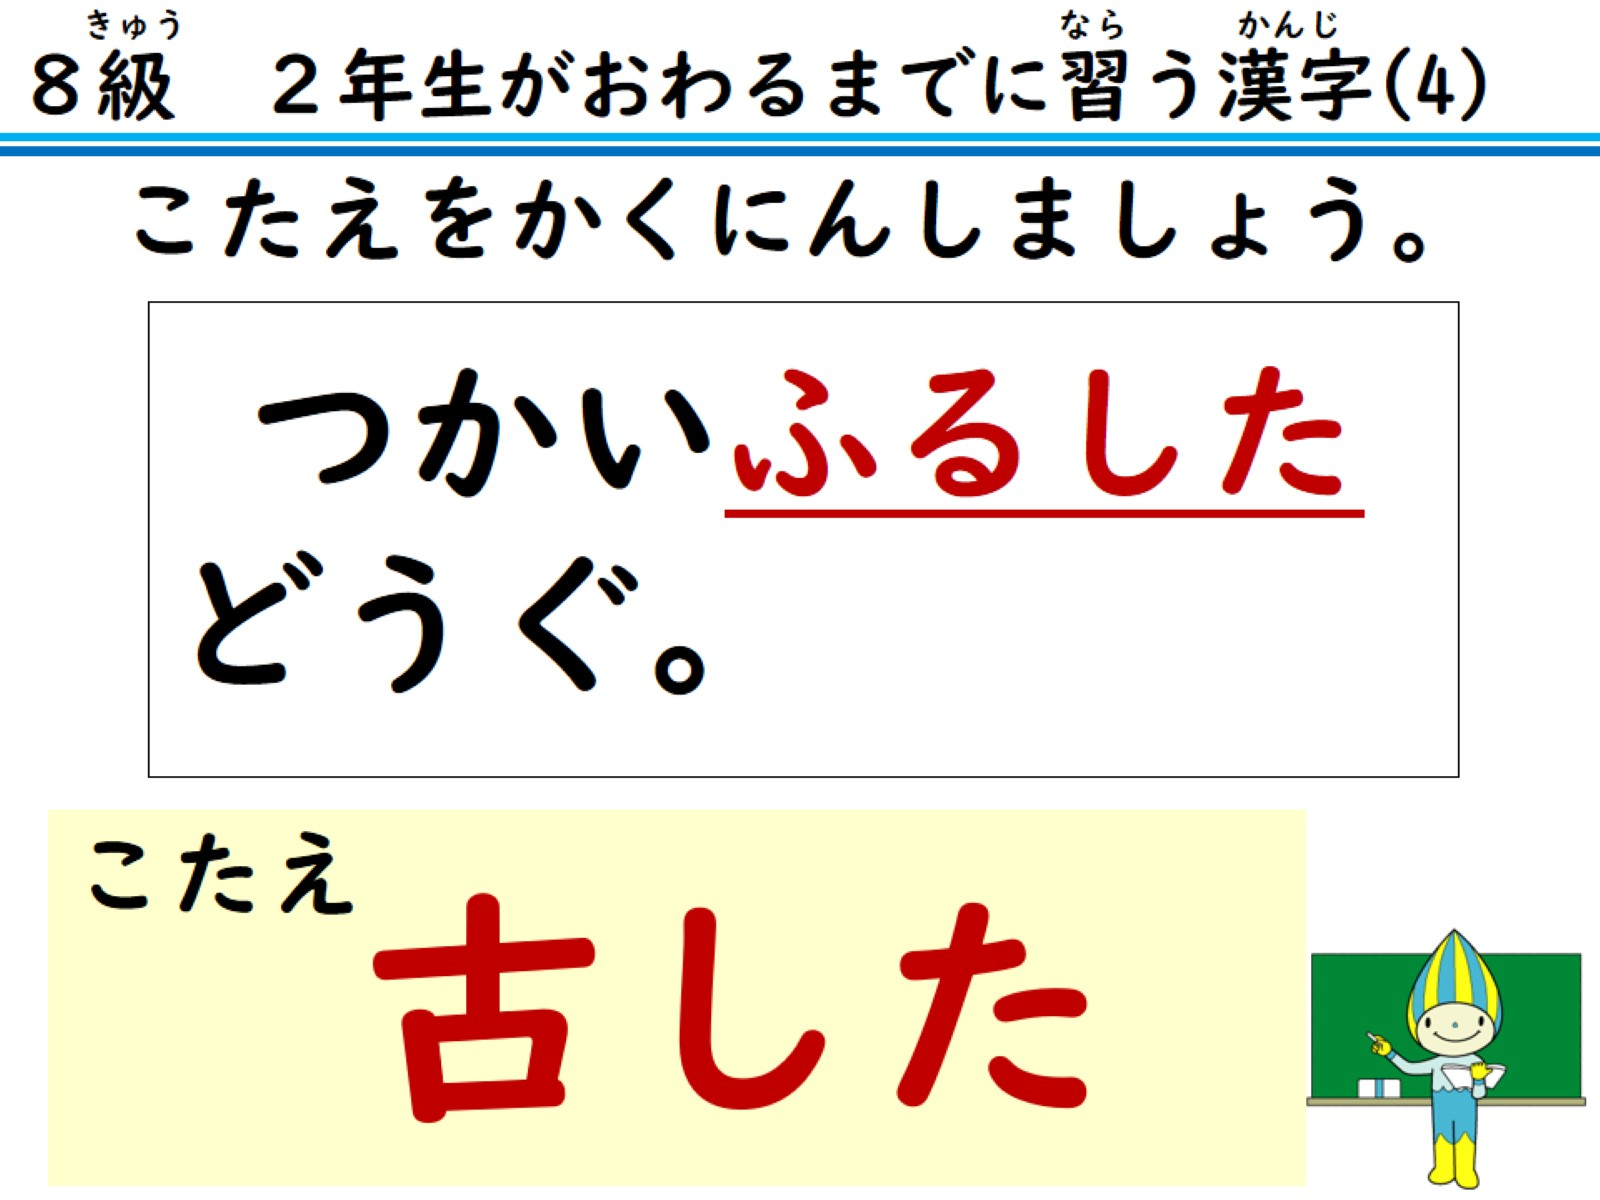 きゅう なら かんじ
８級　２年生がおわるまでに習う漢字(4)
こたえをかくにんしましょう。
つかいふるした
どうぐ。
こたえ
古した